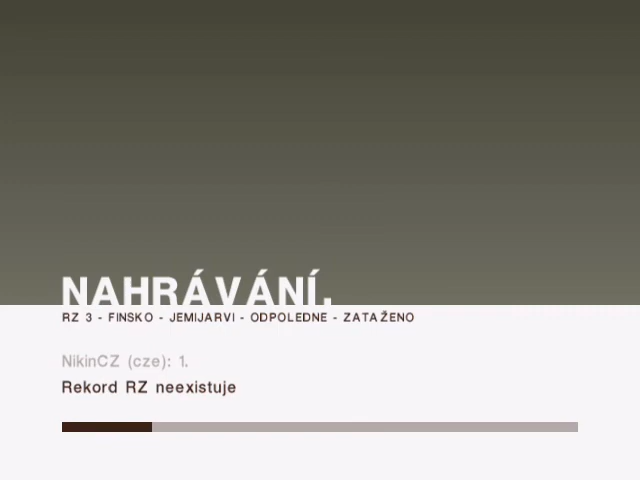 NAHRÁVÁNÍ.
RZ 3 - FINSKO - JEMIJARVI - ODPOLEDNE - ZATAŽENO
NikinCZ (cze): 1.
Rekord RZ neexistuje